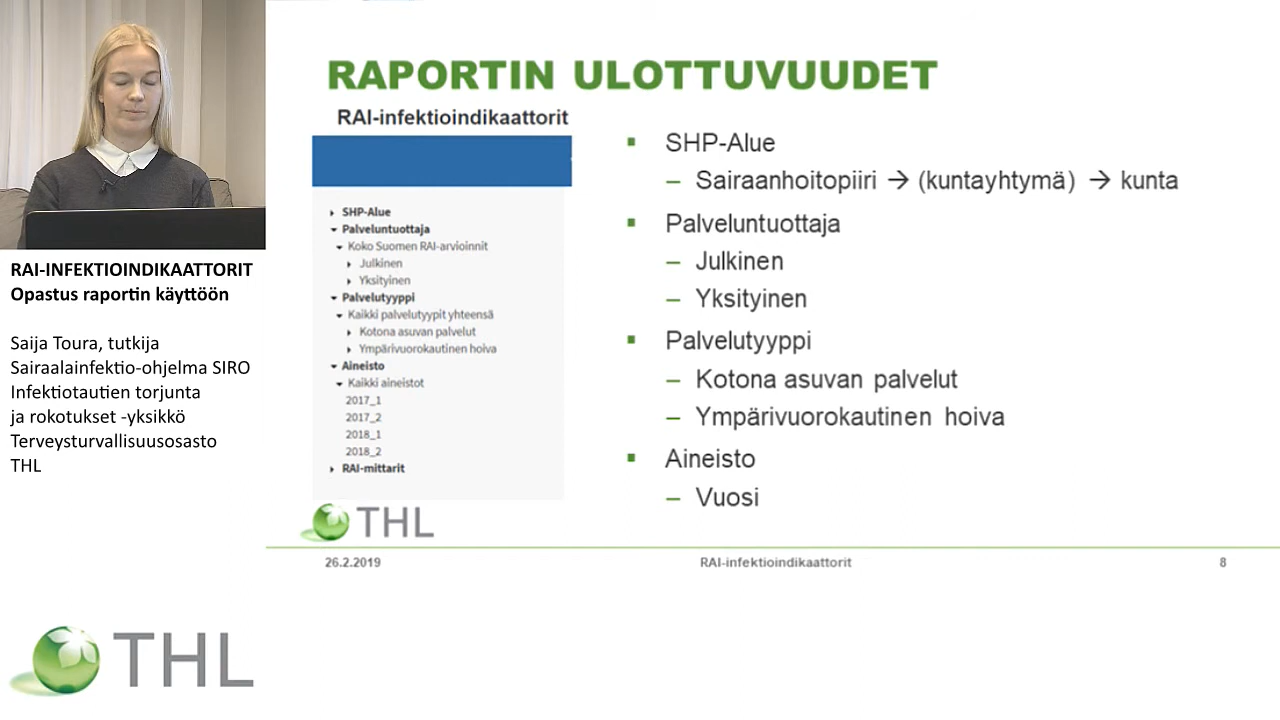 RAI-INFEKTIOINDIKAATTORIT
Opastus raportin käyttöön
Saija Toura, tutkija
Sairaalainfektio-ohjelma SIRO
Infektiotautien torjunta
ja rokotukset -yksikkö
Terveysturvallisuusosasto
THL
THL
RAPORTIN ULOTTUVUUDET
RAI-infektioindikaattorit
SHP-Alue
Palveluntuottaja
Koko Suomen RAI-arvioinnit
Julkinen
Yksityinen
Palvelutyyppi
Kaikki palvelutyypit yhteensä
Kotona asuvan palvelut
Ympärivuorokautinen hoiva
Aineisto
Kaikki aineistot
2017_1
2017_2
2018_1
2018_2
RAI-mittarit
▪ SHP-Alue
– Sairaanhoitopiiri → (kuntayhtymä) → kunta
▪ Palveluntuottaja
– Julkinen
– Yksityinen
▪ Palvelutyyppi
– Kotona asuvan palvelut
– Ympärivuorokautinen hoiva
▪ Aineisto
– Vuosi
THL
26.2.2019
RAI-infektioindikaattorit
8